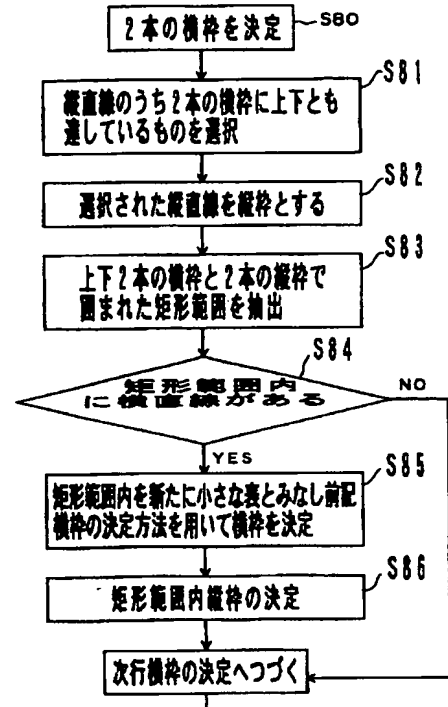 2本の横枠を決定
S80
S81
縦直線のうち2本の横枠に上下とも
達しているものを選択
S82
選択された縦直線を縦枠とする
S83
上下2本の横枠と2本の縦枠で
囲まれた矩形範囲を抽出
S84
矩形範囲内
に横直線がある
NO
YES
S85
矩形範囲内を新たに小さな表とみなし前記
横枠の決定方法を用いて横枠を決定
S86
矩形範囲内縦枠の決定
次行横枠の決定へつづく